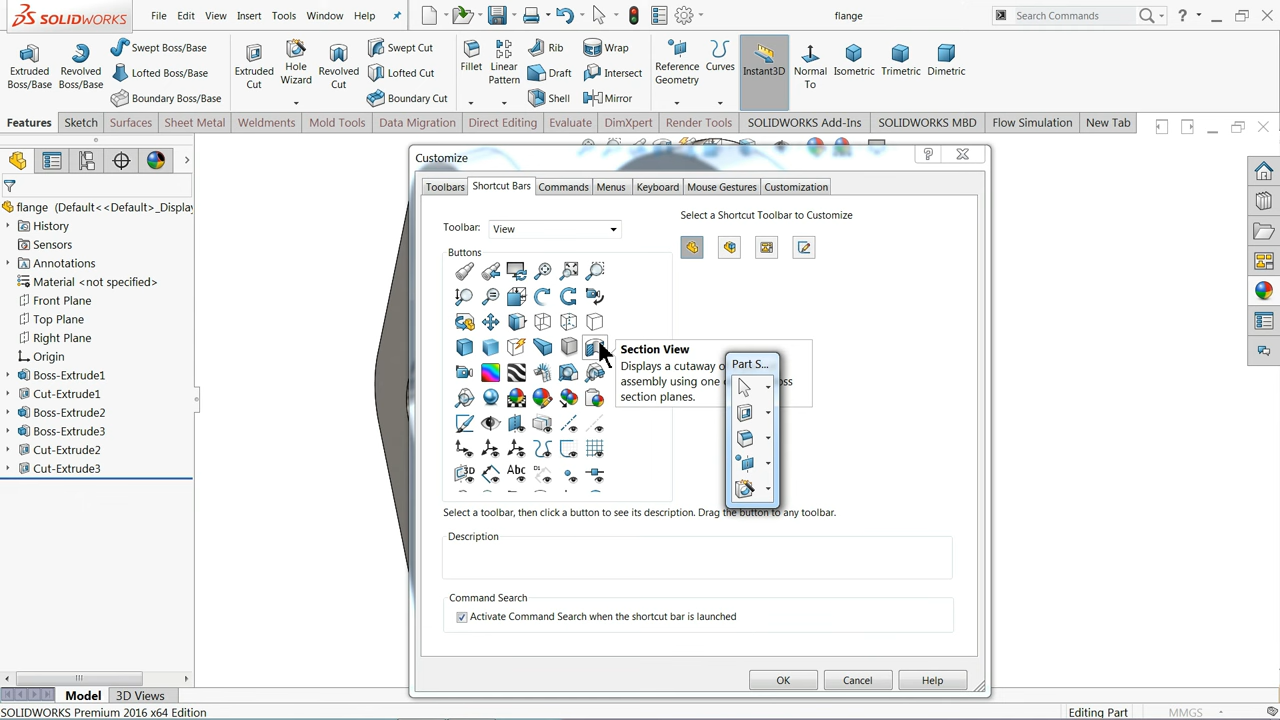 SOLIDWORKS
File Edit View Insert Tools Window Help
flange
Search Commands
Extruded Boss/Base
Revolved Boss/Base
Swept Boss/Base
Lofted Boss/Base
Boundary Boss/Base
Extruded Cut
Hole Wizard
Revolved Cut
Swept Cut
Lofted Cut
Boundary Cut
Fillet
Linear Pattern
Rib
Draft
Shell
Wrap
Intersect
Mirror
Reference Geometry
Curves
Instant3D
Normal To
Isometric
Trimetric
Dimetric
Features Sketch Surfaces Sheet Metal Weldments Mold Tools Data Migration Direct Editing Evaluate DimXpert Render Tools SOLIDWORKS Add-Ins SOLIDWORKS MBD Flow Simulation New Tab
flange (Default<<Default>_Display
History
Sensors
Annotations
Material <not specified>
Front Plane
Top Plane
Right Plane
Origin
Boss-Extrude1
Cut-Extrude1
Boss-Extrude2
Boss-Extrude3
Cut-Extrude2
Cut-Extrude3
Customize
Toolbars Shortcut Bars Commands Menus Keyboard Mouse Gestures Customization
Toolbar: View
Select a Shortcut Toolbar to Customize
Buttons
Section View
Displays a cutaway o
assembly using one o
section planes.
Part S...
Select a toolbar, then click a button to see its description. Drag the button to any toolbar.
Description
Command Search
Activate Command Search when the shortcut bar is launched
OK Cancel Help
Model 3D Views
SOLIDWORKS Premium 2016 x64 Edition
Editing Part MMGS